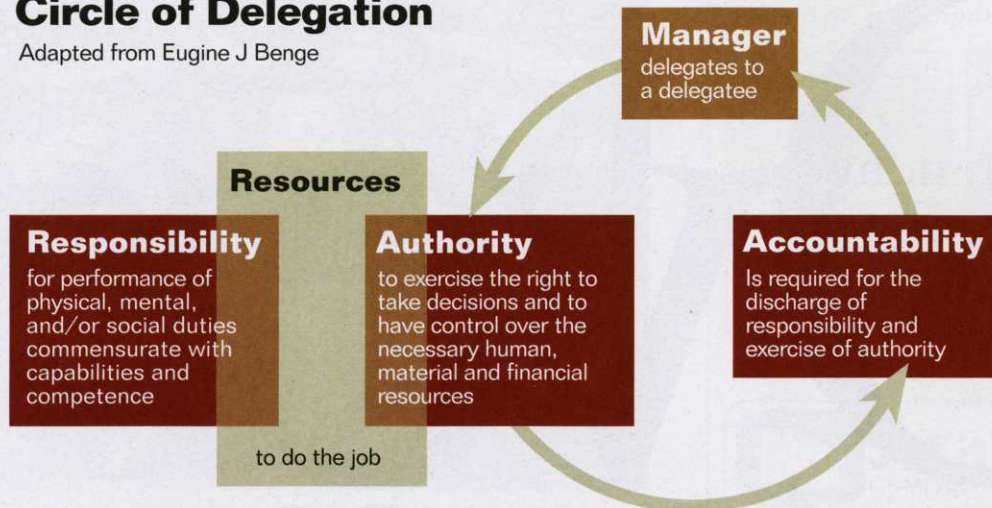 Circle of Delegation
Adapted from Eugine J Benge
Manager
delegates to
a delegatee
Resources
Responsibility
for performance of
physical, mental,
and/or social duties
commensurate with
capabilities and
competence
Authority
to exercise the right to
take decisions and to
have control over the
necessary human,
material and financial
resources
Accountability
Is required for the
discharge of
responsibility and
exercise of authority
to do the job